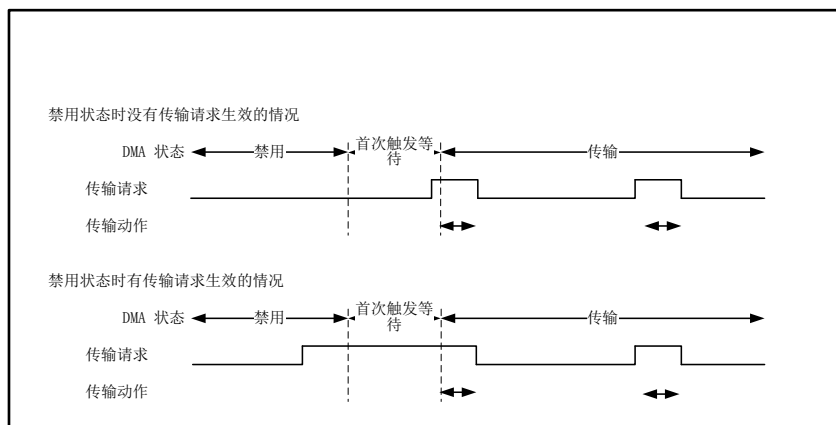 禁用状态时没有传输请求生效的情况
首次触发等
待
DMA 状态 禁用 传输
传输请求
传输动作
禁用状态时有传输请求生效的情况
首次触发等
待
DMA 状态 禁用 传输
传输请求
传输动作